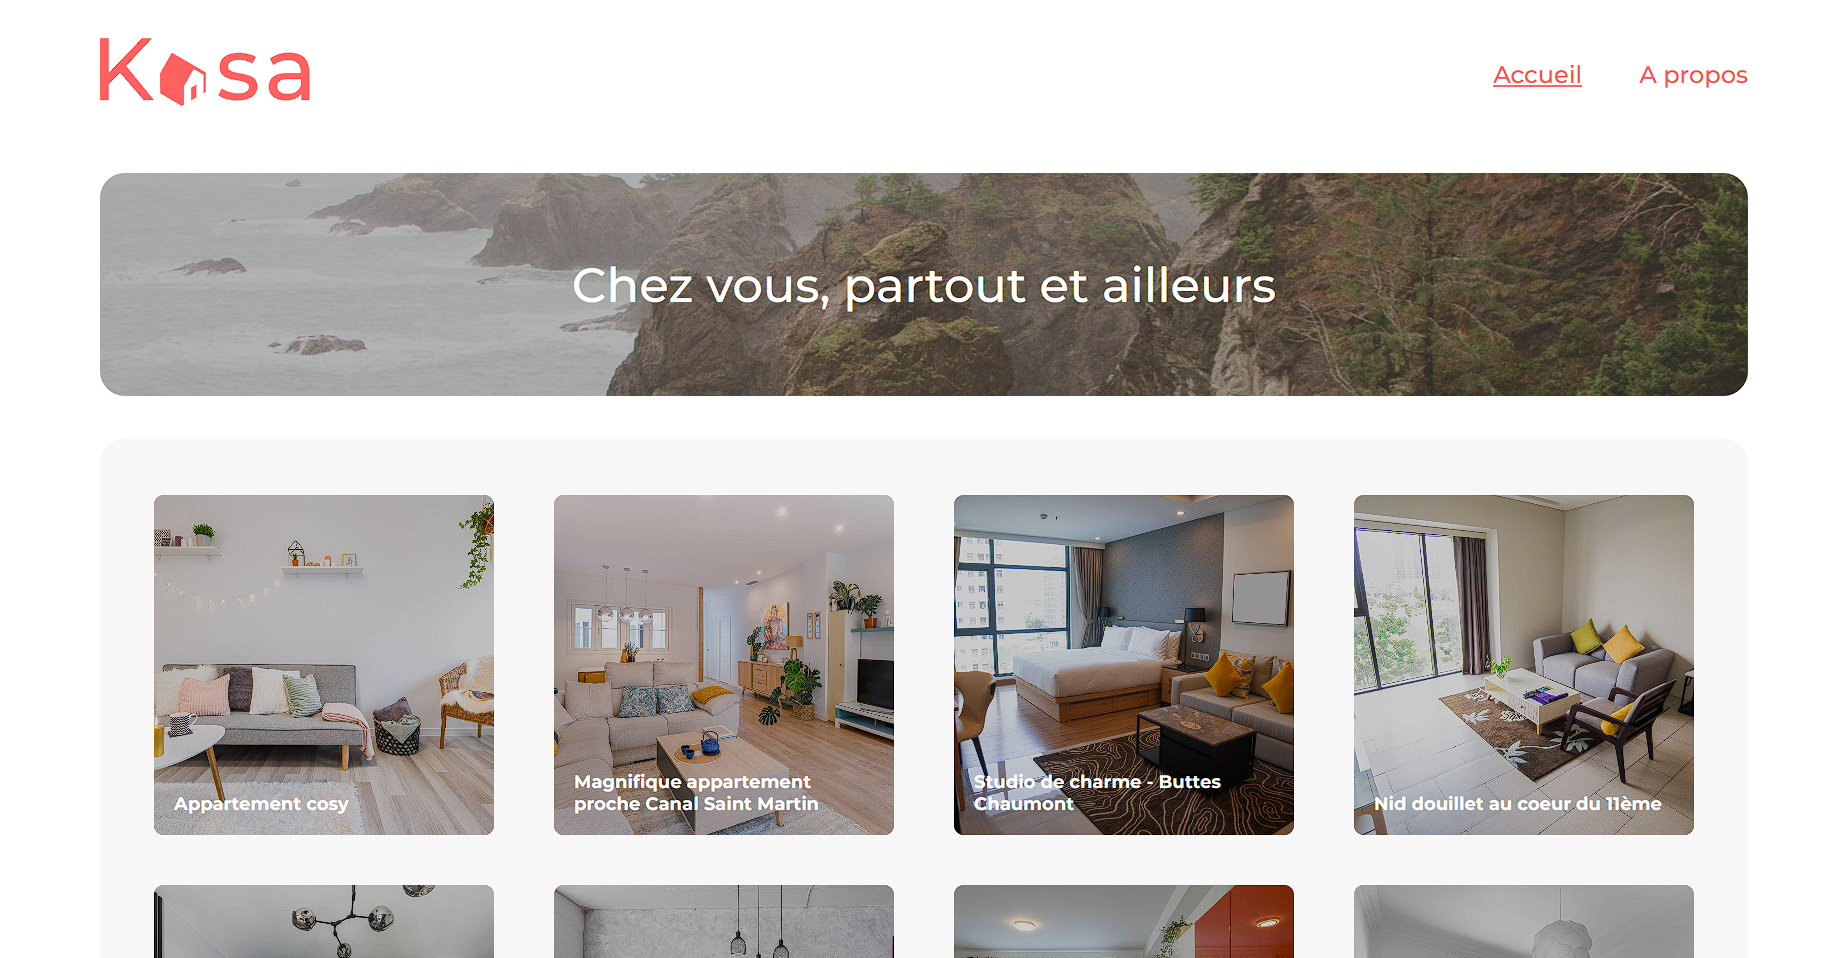 Kasa
Accueil
A propos
Chez vous, partout et ailleurs
Appartement cosy
Magnifique appartement
proche Canal Saint Martin
Studio de charme - Buttes
Chaumont
Nid douillet au coeur du 11ème